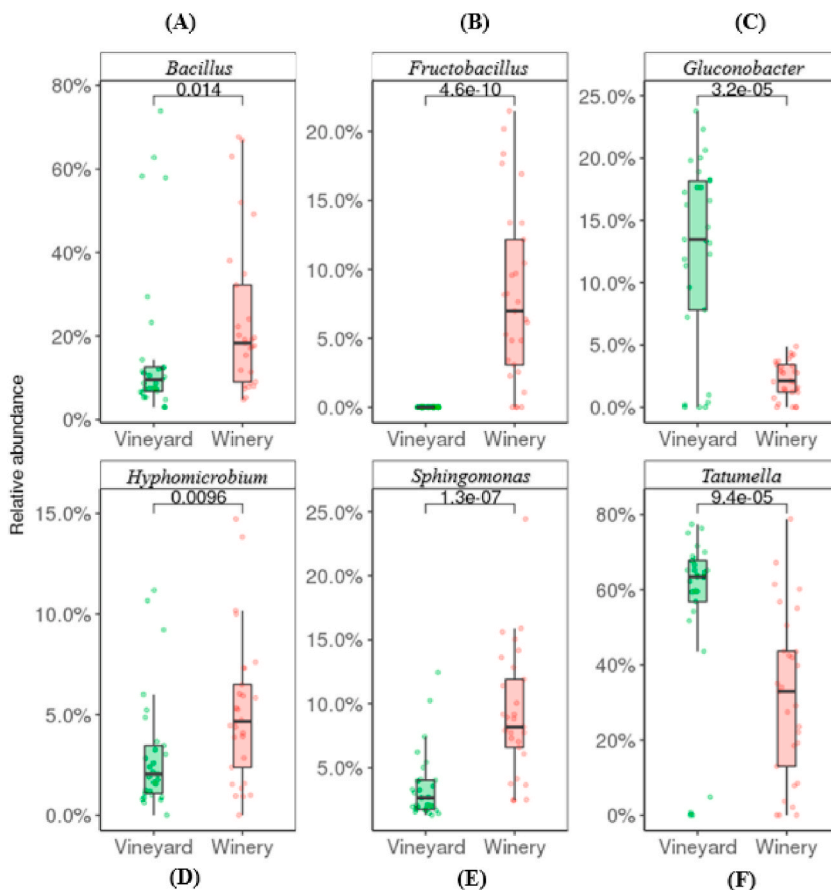 (A) (B) (C)
Bacillus Fructobacillus Gluconobacter
0.014 4.6e-10 3.2e-05
80% 20.0% 25.0%
60% 15.0% 20.0%
40% 10.0% 15.0%
20% 5.0% 10.0%
0% 0.0% 5.0%
0.0%
Vineyard Winery Vineyard Winery Vineyard Winery
Relative abundance
Hyphomicrobium Sphingomonas Tatumella
0.0096 1.3e-07 9.4e-05
15.0% 25.0% 80%
10.0% 20.0% 60%
5.0% 15.0% 40%
0.0% 10.0% 20%
5.0% 0%
Vineyard Winery Vineyard Winery Vineyard Winery
(D) (E) (F)